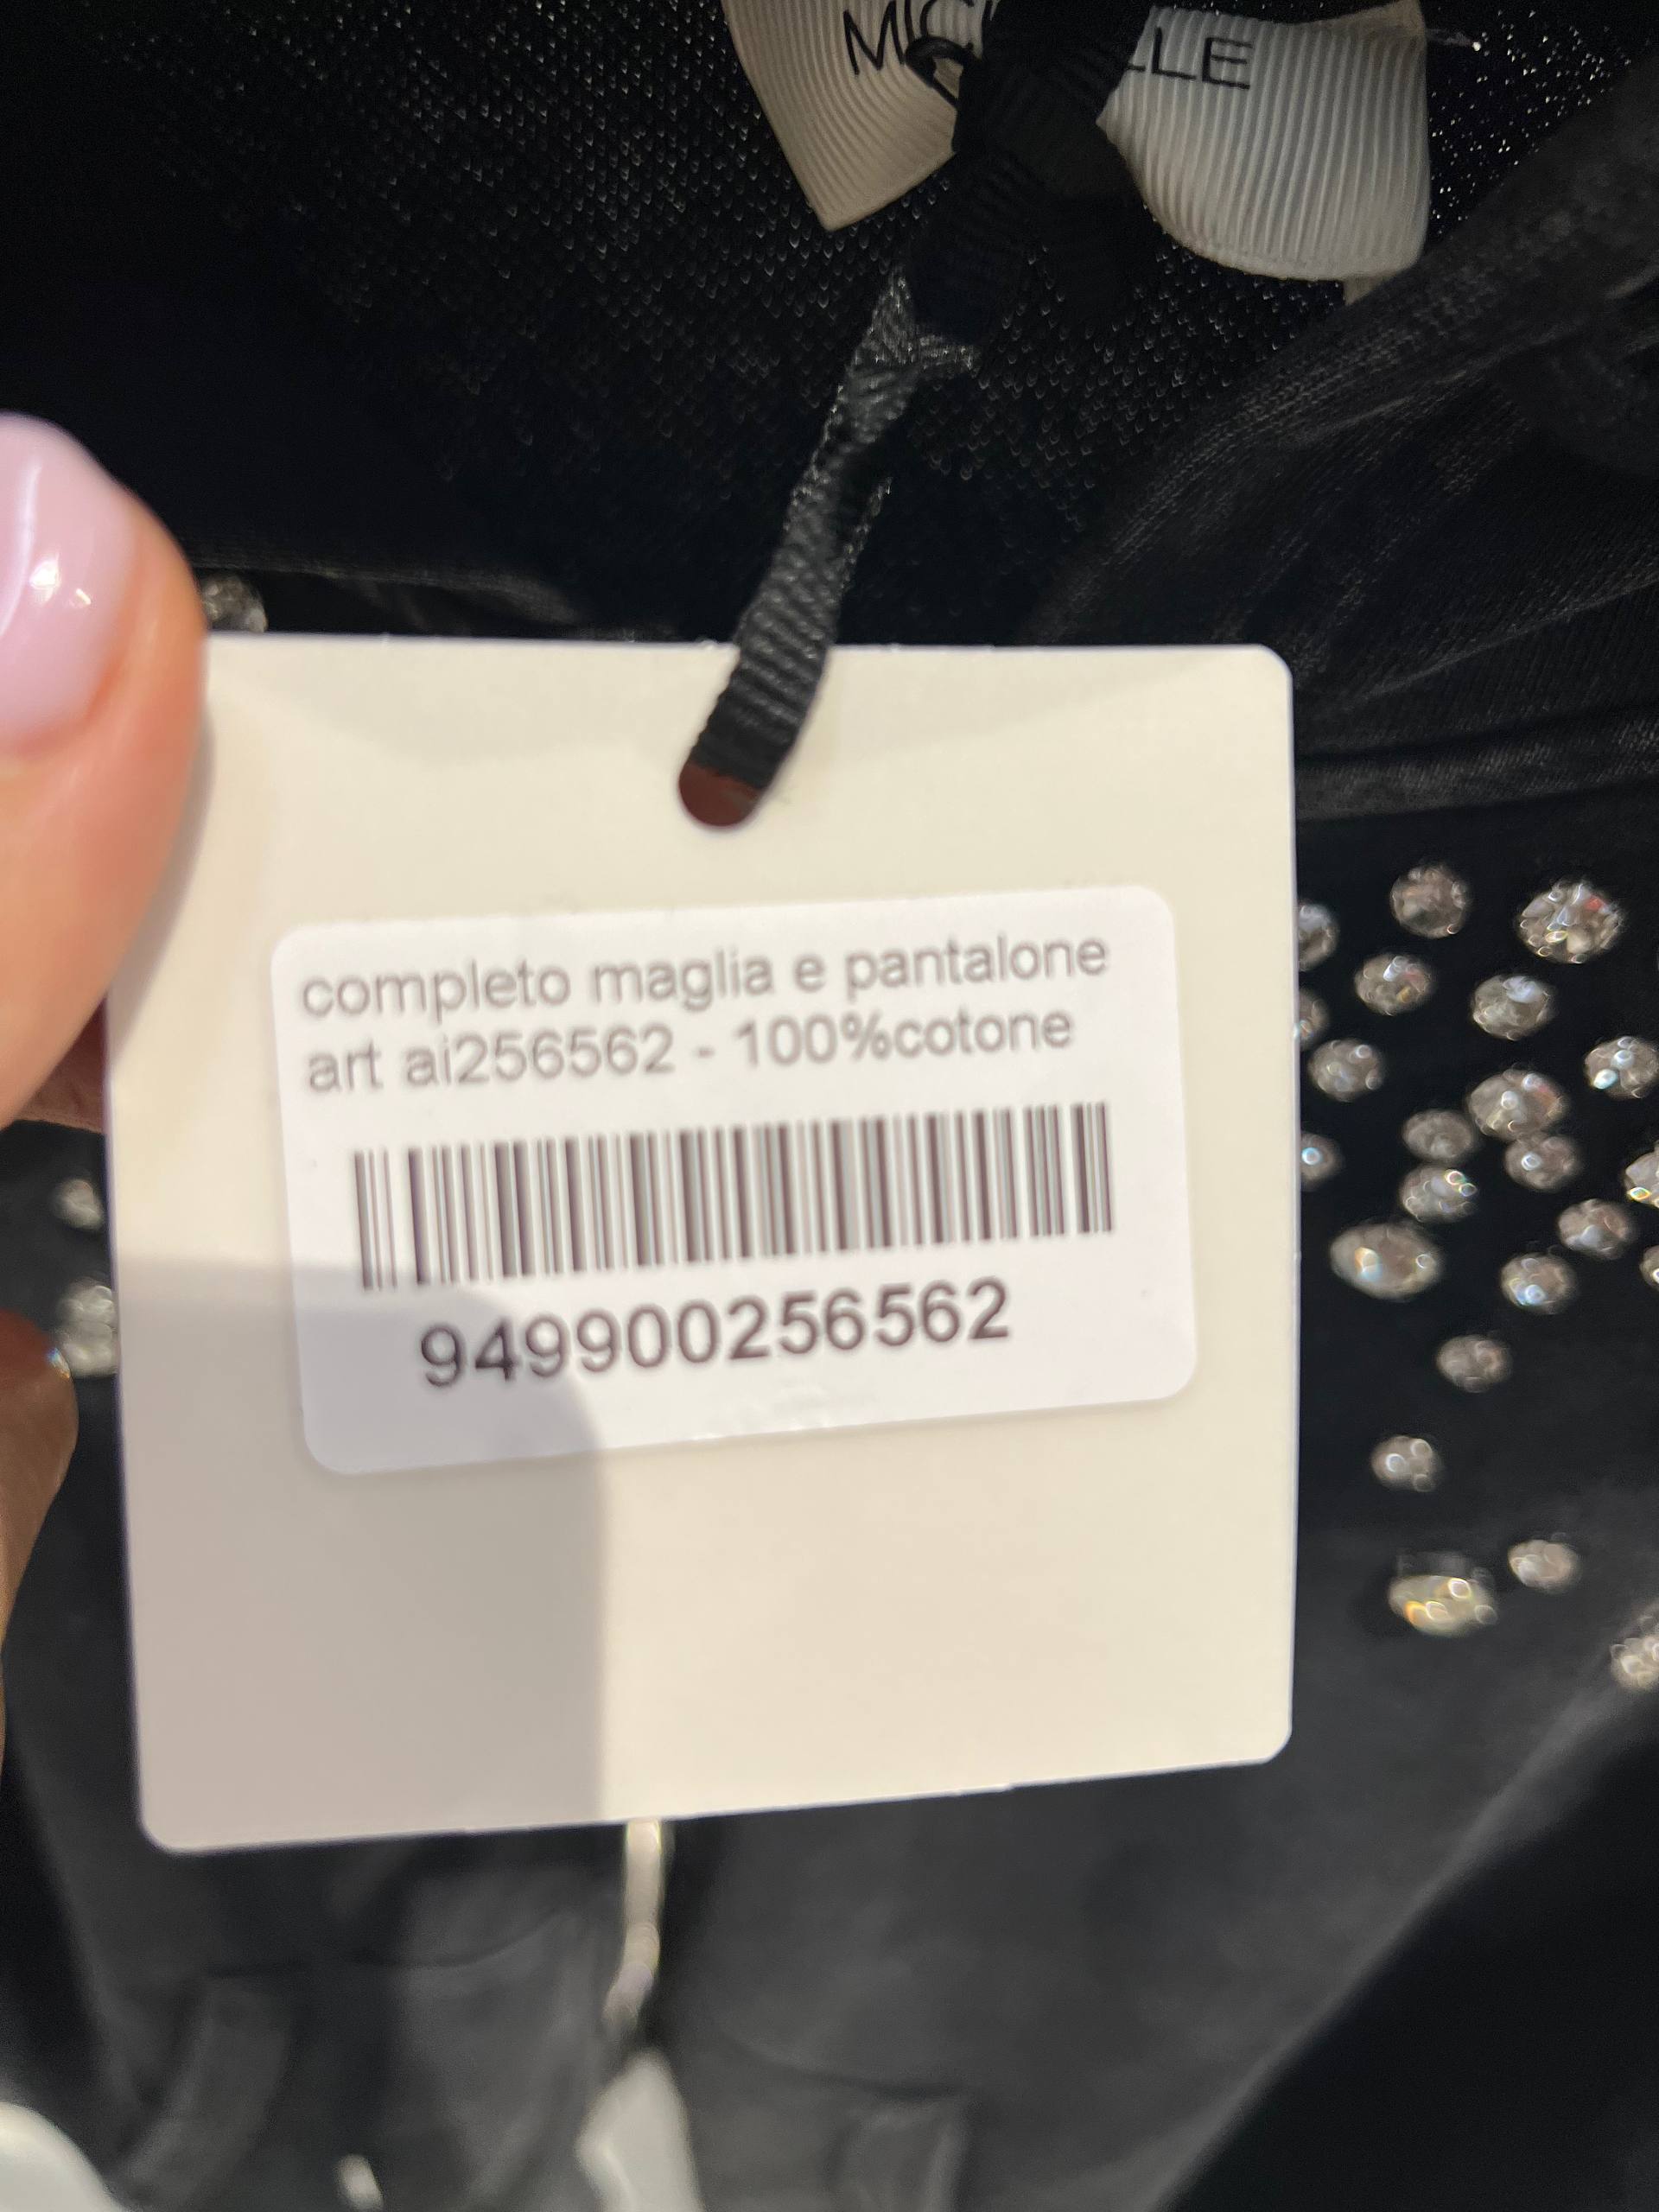 completo maglia e pantalone
art ai256562 - 100%cotone
949900256562